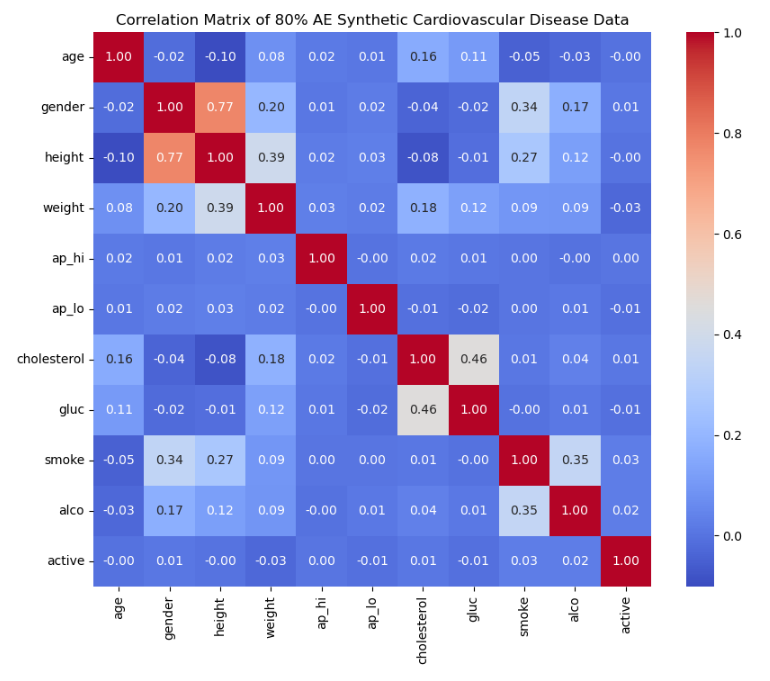 Correlation Matrix of 80% AE Synthetic Cardiovascular Disease Data
age 1.00 -0.02 -0.10 0.08 0.02 0.01 0.16 0.11 -0.05 -0.03 -0.00
gender -0.02 1.00 0.77 0.20 0.01 0.02 -0.04 -0.02 0.34 0.17 0.01
height -0.10 0.77 1.00 0.39 0.02 0.03 -0.08 -0.01 0.27 0.12 -0.00
weight 0.08 0.20 0.39 1.00 0.03 0.02 0.18 0.12 0.09 0.09 -0.03
ap_hi 0.02 0.01 0.02 0.03 1.00 -0.00 0.02 0.01 0.00 -0.00 0.00
ap_lo 0.01 0.02 0.03 0.02 -0.00 1.00 -0.01 -0.02 0.00 0.01 -0.01
cholesterol 0.16 -0.04 -0.08 0.18 0.02 -0.01 1.00 0.46 0.01 0.04 0.01
gluc 0.11 -0.02 -0.01 0.12 0.01 -0.02 0.46 1.00 -0.00 0.01 -0.01
smoke -0.05 0.34 0.27 0.09 0.00 0.00 0.01 -0.00 1.00 0.35 0.03
alco -0.03 0.17 0.12 0.09 -0.00 0.01 0.04 0.01 0.35 1.00 0.02
active -0.00 0.01 -0.00 -0.03 0.00 -0.01 0.01 -0.01 0.03 0.02 1.00
age gender height weight ap_hi ap_lo cholesterol gluc smoke alco active
1.0
0.8
0.6
0.4
0.2
0.0